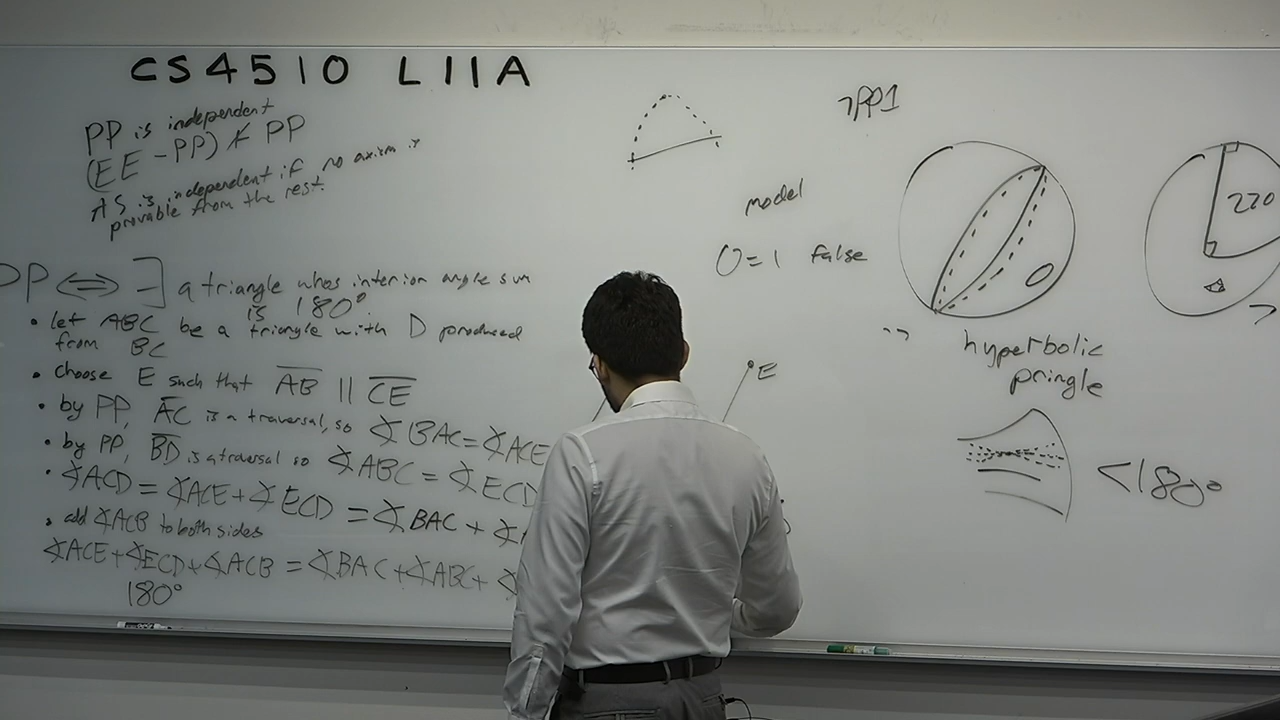 CS4510 L11A
PP is independent
(EE - PP) ⊬ PP
AS is independent if no axiom is
provable from the rest.
PP ⟺ ∃ a triangle whos interior angle sum
is 180°
• let ABC be a triangle with D produced
from BC
• choose E such that AB || CE
• by PP, AC is a traversal, so ∡BAC = ∡ACE
• by PP, BD is a traversal so ∡ABC = ∡ECD
• ∡ACD = ∡ACE + ∡ECD = ∡BAC + ∡
• add ∡ACB to both sides
∡ACE + ∡ECD + ∡ACB = ∡BAC + ∡ABC + ∡
180°
E
model
0=1 false
¬PP1
270
hyperbolic
pringle
<180°